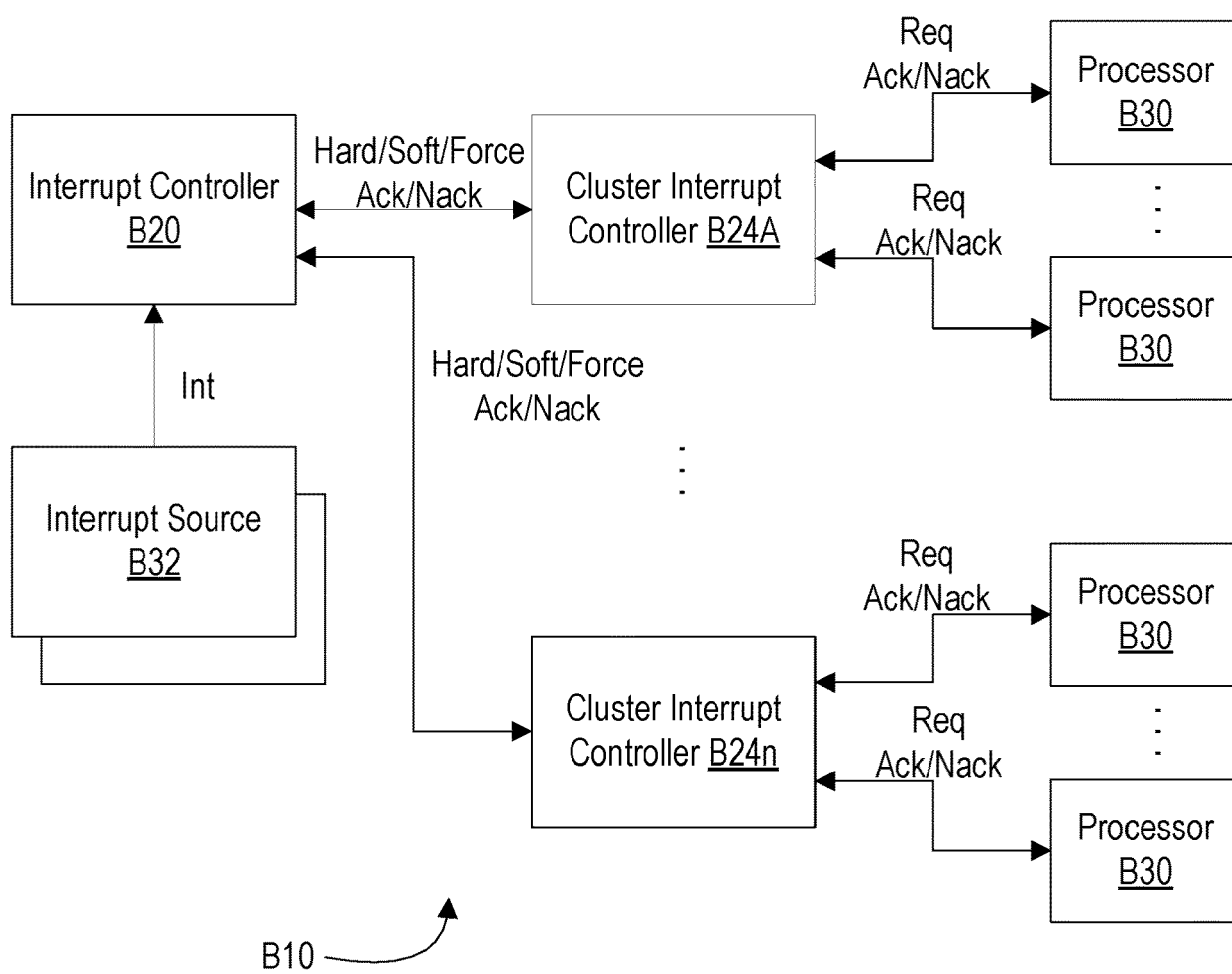 Req
Ack/Nack
Processor
B30
Interrupt Controller
B20
Hard/Soft/Force
Ack/Nack
Cluster Interrupt
Controller B24A
Req
Ack/Nack
Processor
B30
Int
Hard/Soft/Force
Ack/Nack
Interrupt Source
B32
Req
Ack/Nack
Processor
B30
Cluster Interrupt
Controller B24n
Req
Ack/Nack
Processor
B30
B10